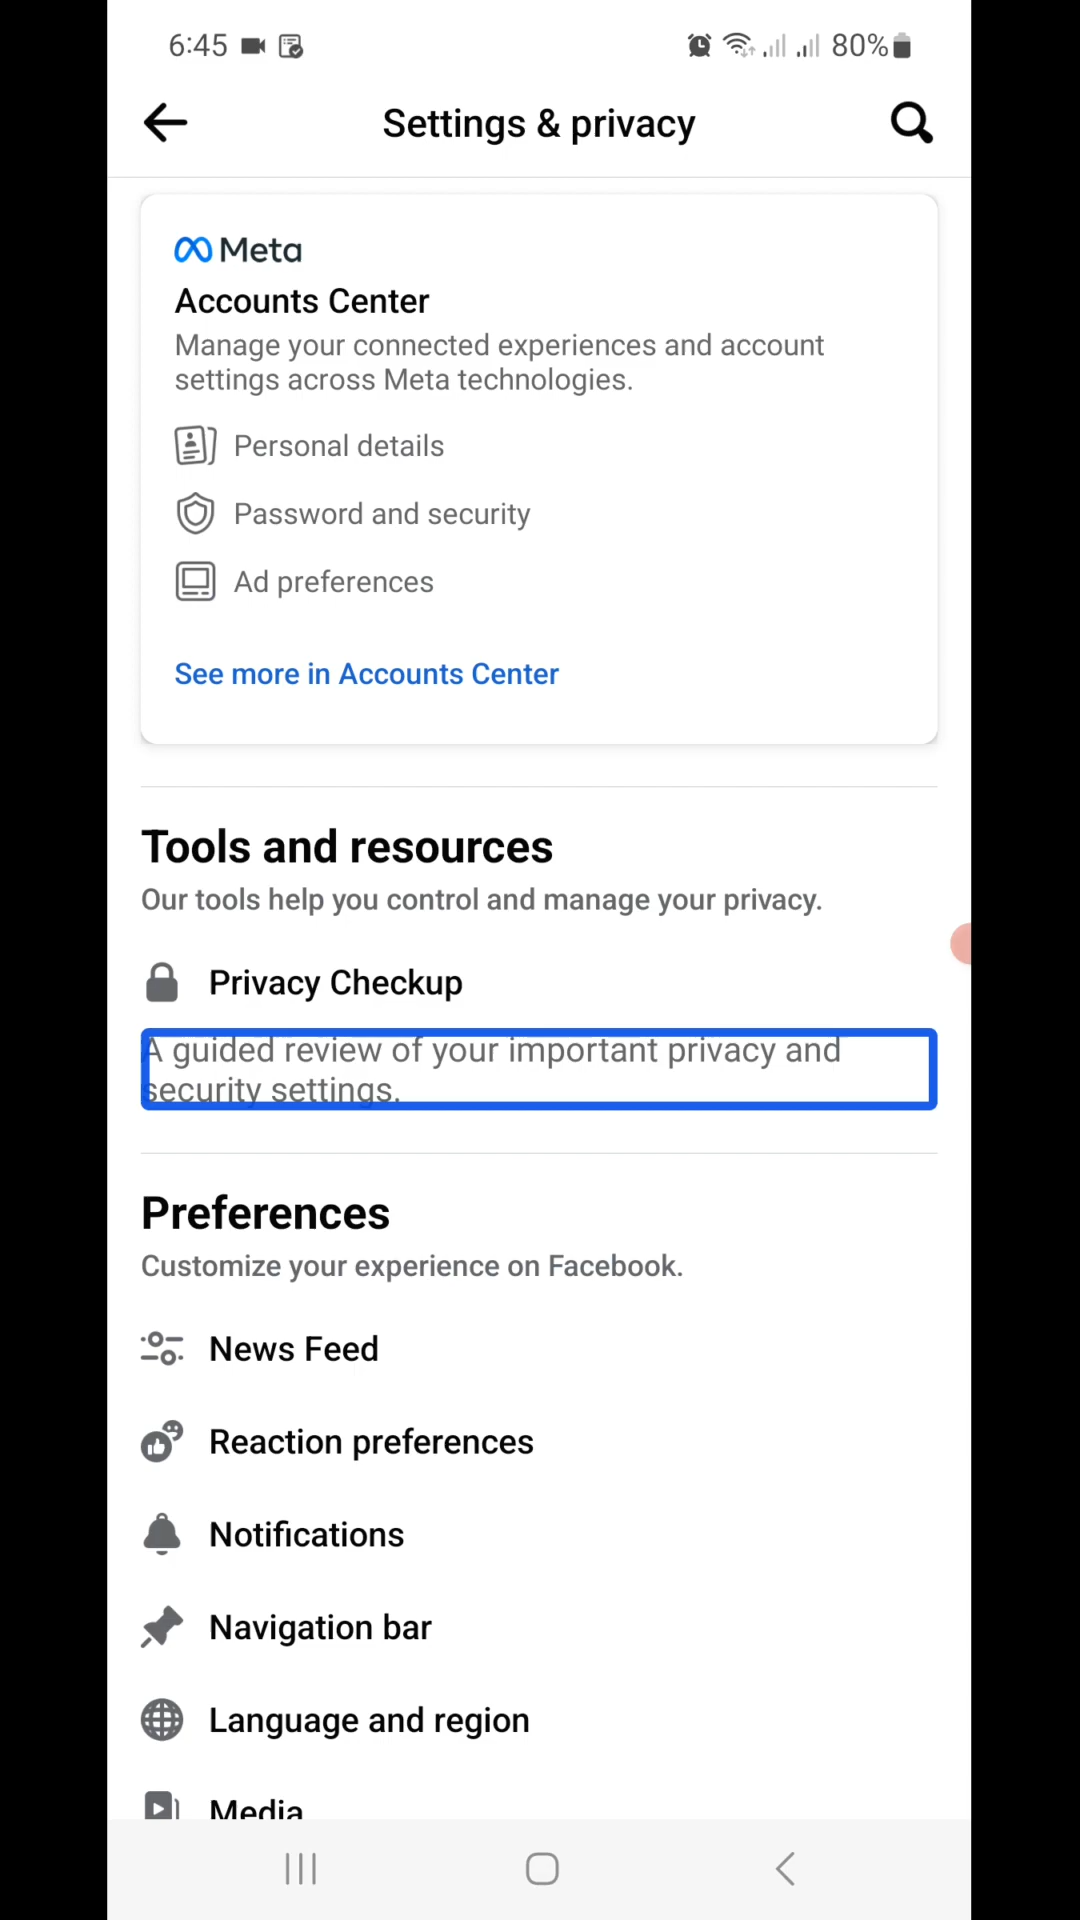 6:45 80%
Settings & privacy
Meta
Accounts Center
Manage your connected experiences and account
settings across Meta technologies.
Personal details
Password and security
Ad preferences
See more in Accounts Center
Tools and resources
Our tools help you control and manage your privacy.
Privacy Checkup
A guided review of your important privacy and
security settings.
Preferences
Customize your experience on Facebook.
News Feed
Reaction preferences
Notifications
Navigation bar
Language and region
Media